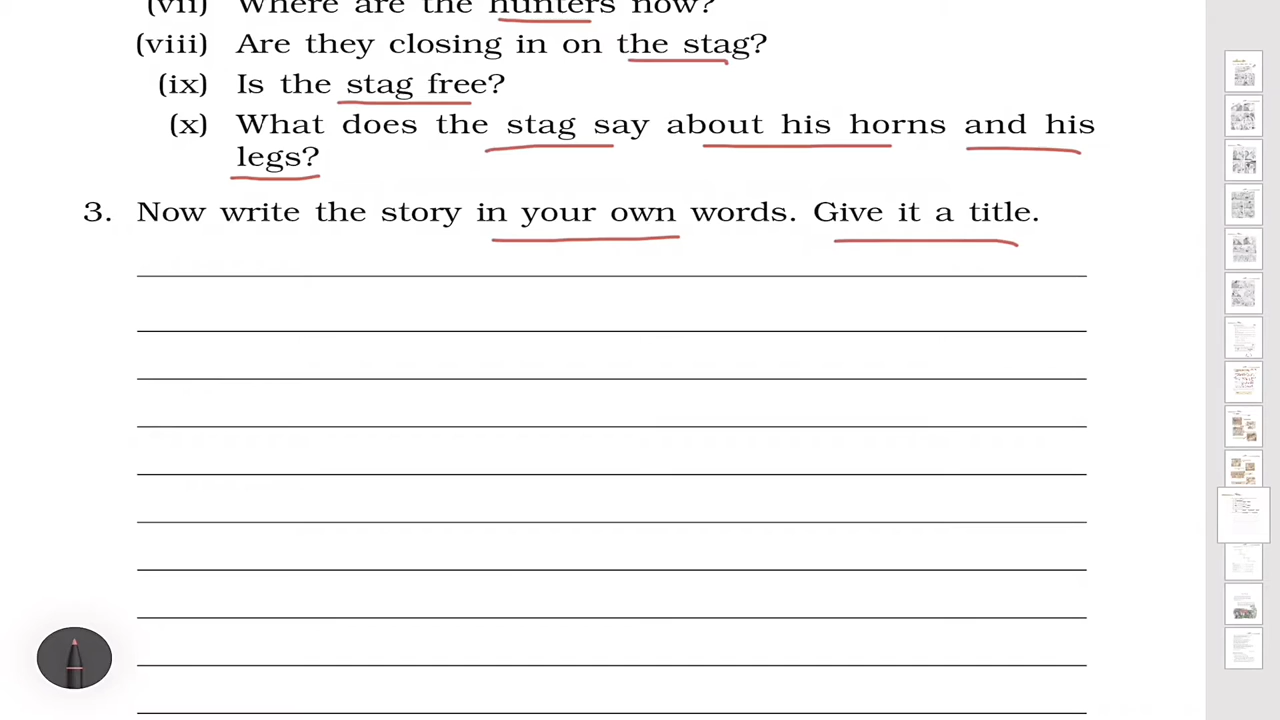 (vii) Where are the hunters now?
(viii) Are they closing in on the stag?
(ix) Is the stag free?
(x) What does the stag say about his horns and his
legs?
3. Now write the story in your own words. Give it a title.